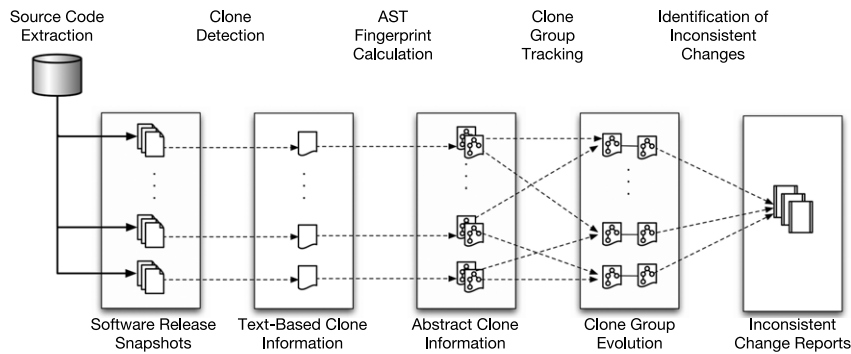 Source Code
Extraction
Clone
Detection
AST
Fingerprint
Calculation
Clone
Group
Tracking
Identification of
Inconsistent
Changes
Software Release
Snapshots
Text-Based Clone
Information
Abstract Clone
Information
Clone Group
Evolution
Inconsistent
Change Reports